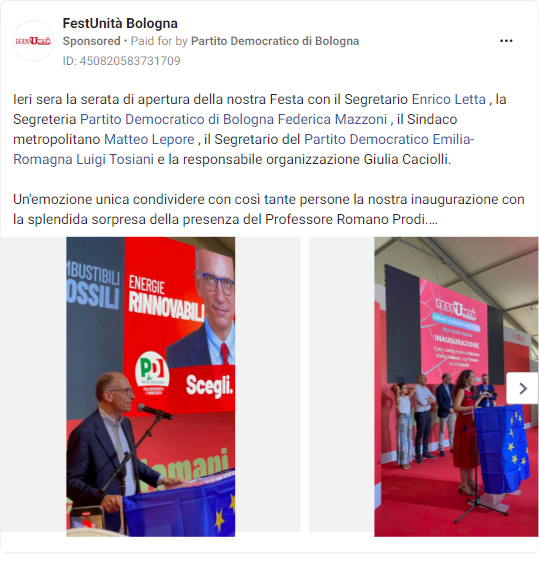 FestUnità Bologna
Sponsored • Paid for by Partito Democratico di Bologna
ID: 450820583731709
Ieri sera la serata di apertura della nostra Festa con il Segretario Enrico Letta , la
Segreteria Partito Democratico di Bologna Federica Mazzoni , il Sindaco
metropolitano Matteo Lepore , il Segretario del Partito Democratico Emilia-
Romagna Luigi Tosiani e la responsabile organizzazione Giulia Caciolli.
Un'emozione unica condividere con così tante persone la nostra inaugurazione con
la splendida sorpresa della presenza del Professore Romano Prodi....
FESTUNITÀ
MBUSTIBILI
OSSILI
ENERGIE
RINNOVABILI
PD
Scegli.
omani
FESTUNITÀ
INAUGURAZIONE